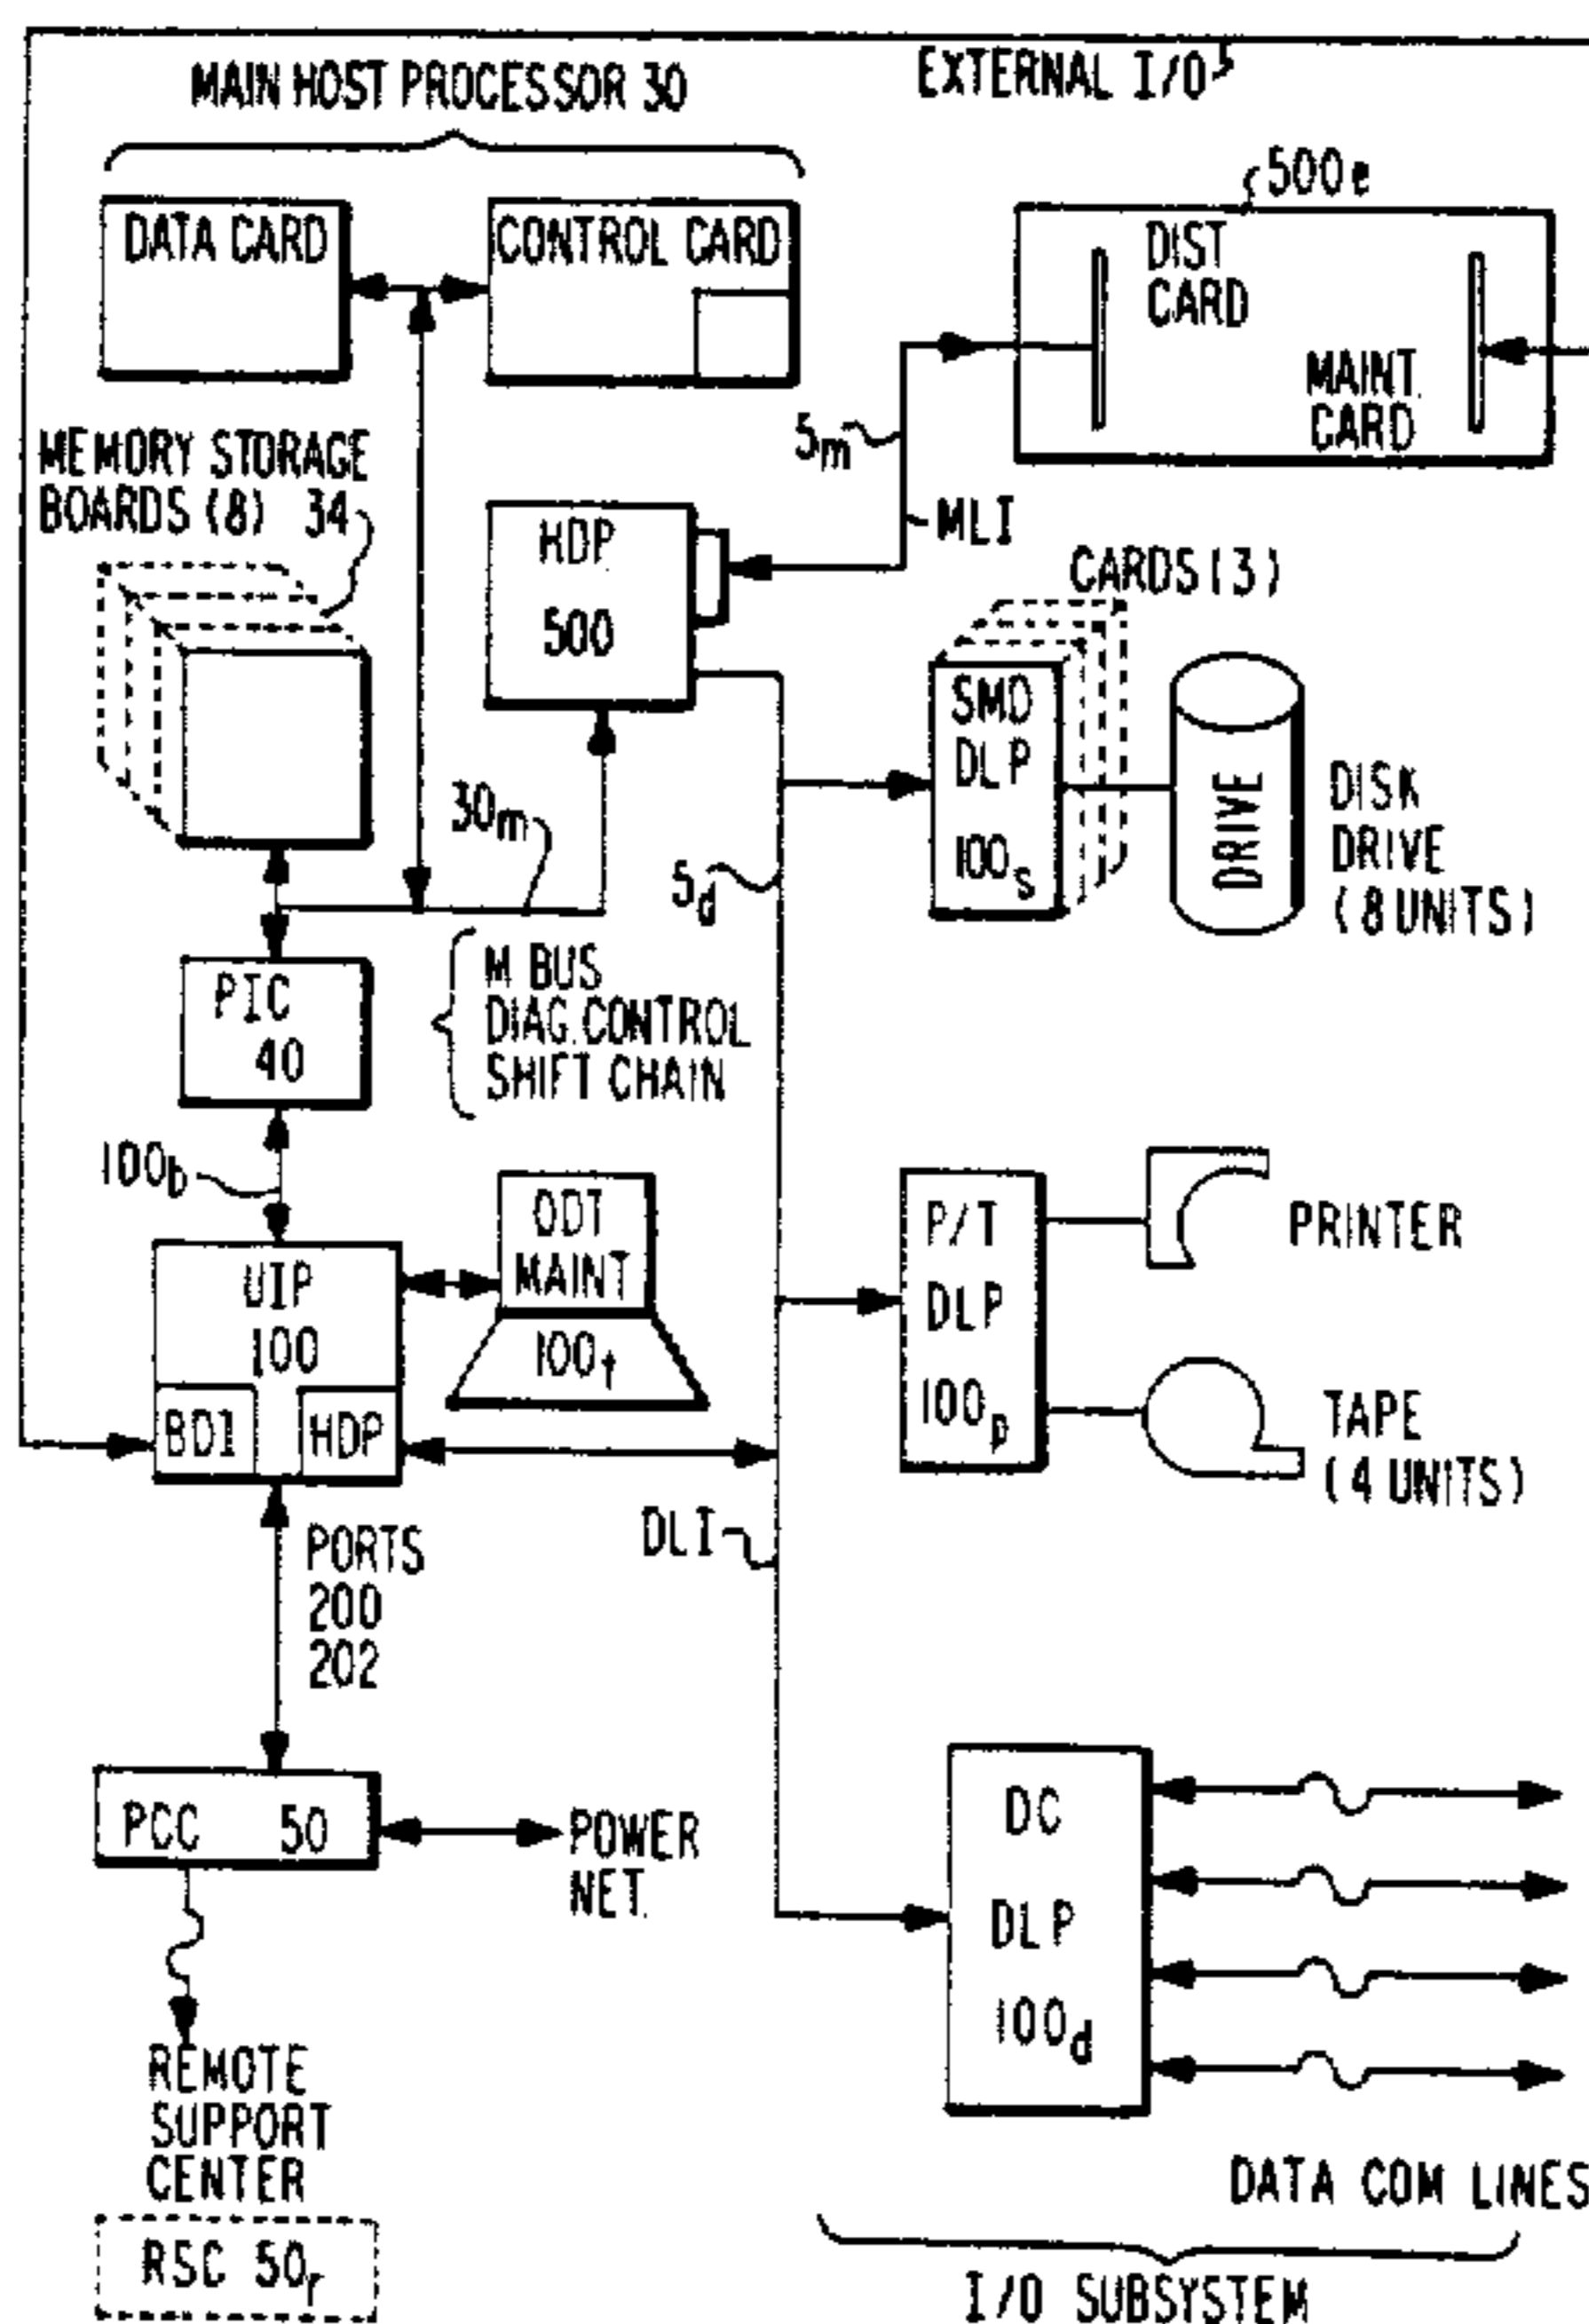 MAIN HOST PROCESSOR 30
EXTERNAL I/O
DATA CARD
CONTROL CARD
500e
DIST
CARD
MAINT.
CARD
MEMORY STORAGE
BOARDS (8) 34
5m
MLI
HDP
500
CARDS (3)
SMD
DLP
100s
DRIVE
DISK
DRIVE
(8 UNITS)
30m
5d
PIC
40
M BUS
DIAG. CONTROL
SHIFT CHAIN
100b
UIP
100
BDI
HDP
ODT
MAINT
100t
P/T
DLP
100p
PRINTER
TAPE
(4 UNITS)
DLI
PORTS
200
202
PCC 50
POWER
NET.
DC
DLP
100d
REMOTE
SUPPORT
CENTER
RSC 50r
DATA COM LINES
I/O SUBSYSTEM